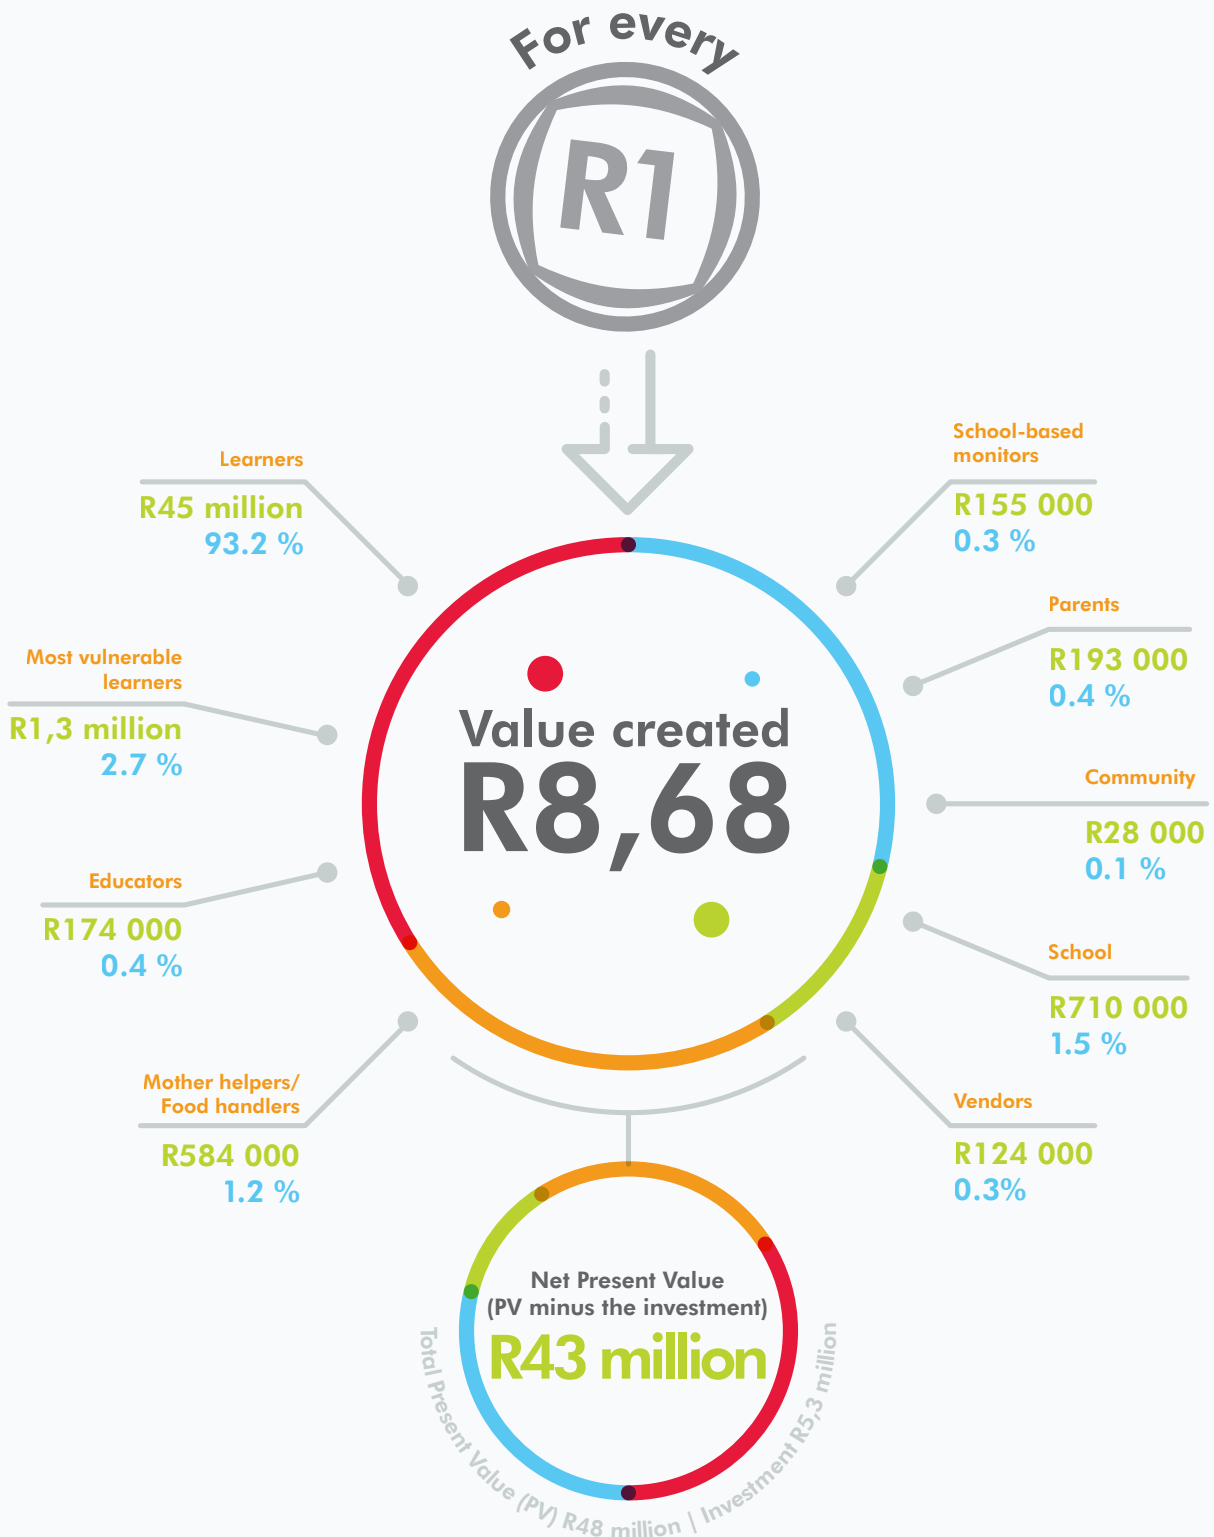 For every
R1
Learners
R45 million
93.2 %
Most vulnerable
learners
R1,3 million
2.7 %
Educators
R174 000
0.4 %
Mother helpers/
Food handlers
R584 000
1.2 %
Value created
R8,68
School-based
monitors
R155 000
0.3 %
Parents
R193 000
0.4 %
Community
R28 000
0.1 %
School
R710 000
1.5 %
Vendors
R124 000
0.3%
Net Present Value
(PV minus the investment)
R43 million
Total Present Value (PV) R48 million | Investment R5,3 million